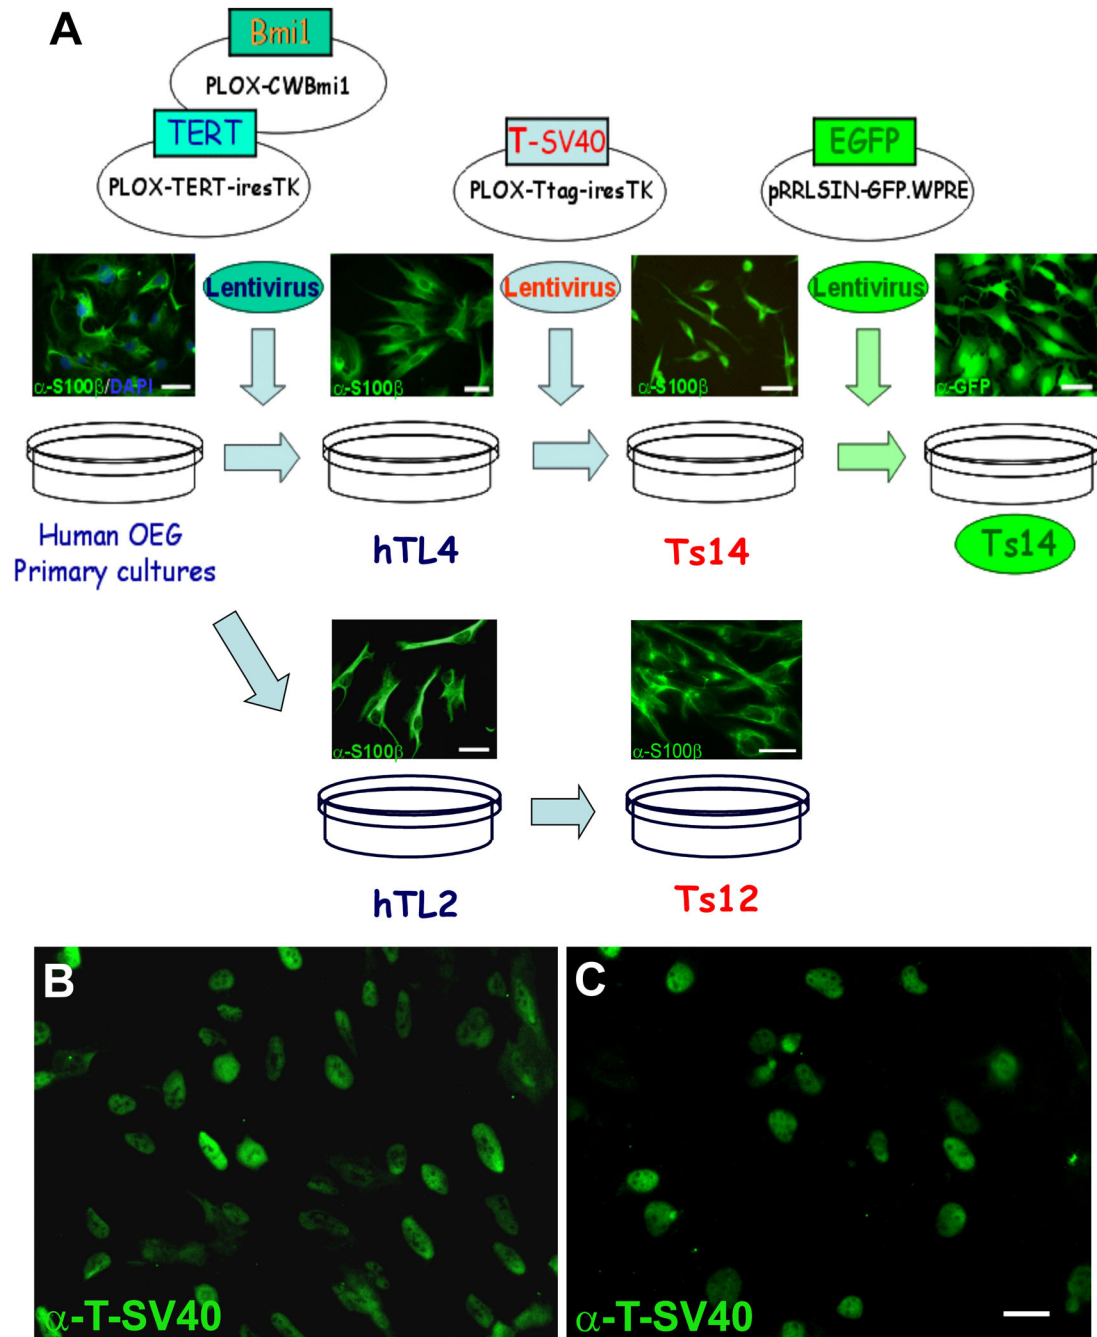 A
Bmi1
PLOX-CWBmi1
TERT
PLOX-TERT-iresTK
T-SV40
PLOX-Ttag-iresTK
EGFP
pRRLSIN-GFP.WPRE
α-S100β/DAPI
Lentivirus
α-S100β
Lentivirus
α-S100β
Lentivirus
α-GFP
Human OEG
Primary cultures
hTL4
Ts14
Ts14
α-S100β
α-S100β
hTL2
Ts12
B
α-T-SV40
C
α-T-SV40